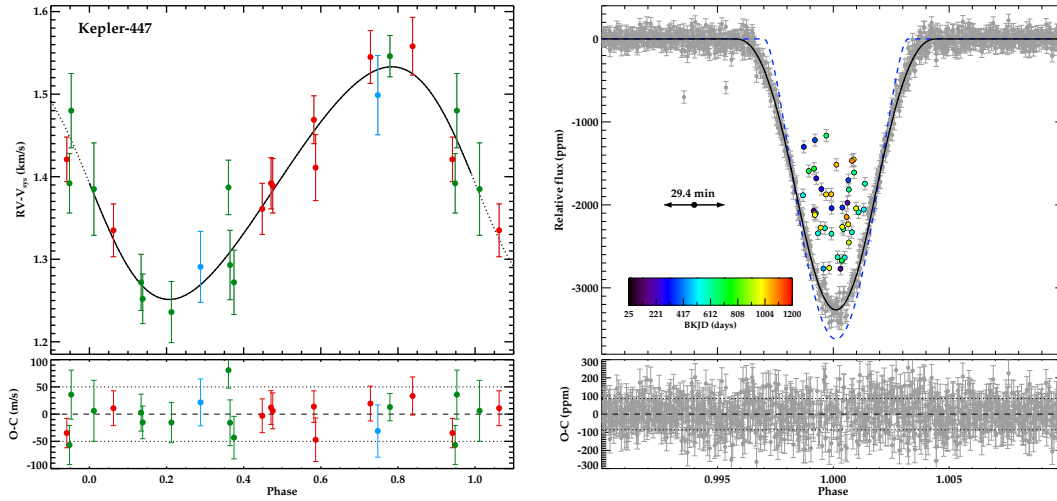 Kepler-447
RV-Vsys (km/s)
1.6
1.5
1.4
1.3
1.2
O-C (m/s)
100
50
0
-50
-100
0.0 0.2 0.4 0.6 0.8 1.0
Phase
Relative flux (ppm)
0
-1000
-2000
-3000
29.4 min
25 221 417 613 808 1004 1200
BKJD (days)
O-C (ppm)
300
200
100
0
100
200
300
0.995 1.000 1.005
Phase